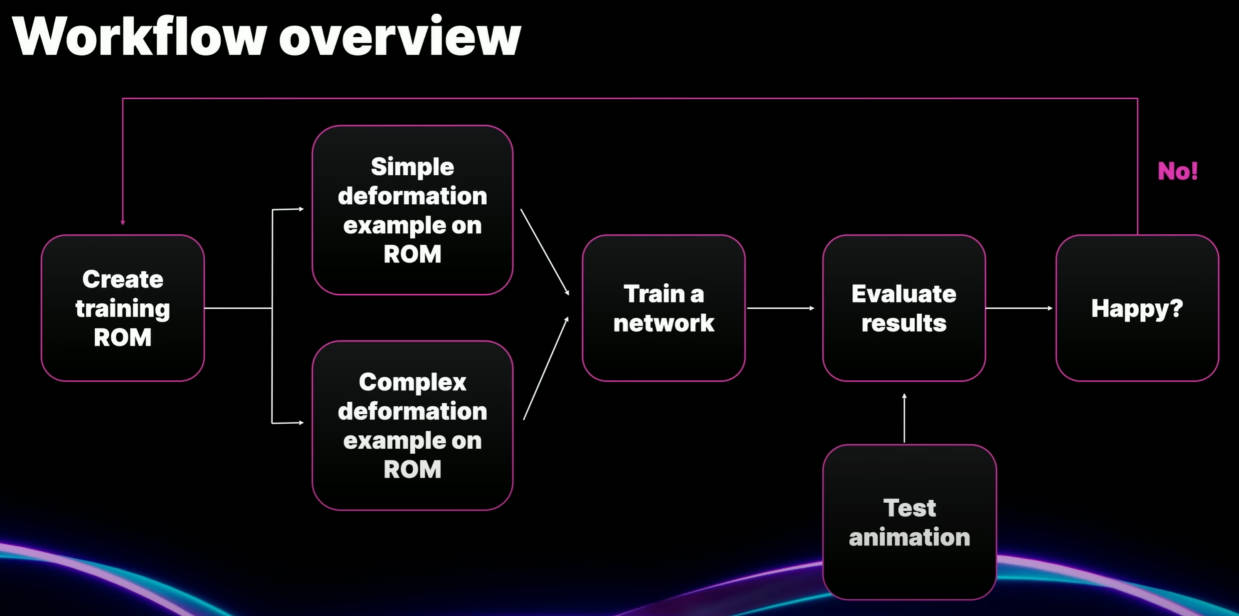 Workflow overview
No!
Simple
deformation
example on
ROM
Create
training
ROM
Train a
network
Evaluate
results
Happy?
Complex
deformation
example on
ROM
Test
animation